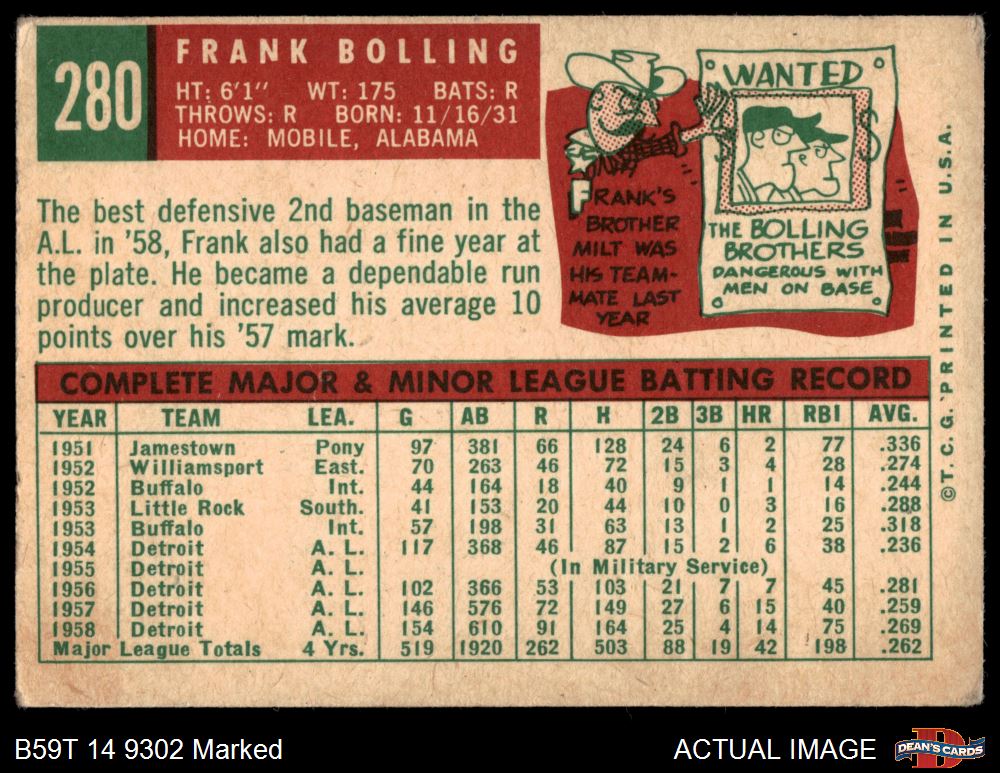 280
FRANK BOLLING
HT: 6'1" WT: 175 BATS: R
THROWS: R BORN: 11/16/31
HOME: MOBILE, ALABAMA
The best defensive 2nd baseman in the
A.L. in '58, Frank also had a fine year at
the plate. He became a dependable run
producer and increased his average 10
points over his '57 mark.
FRANK'S
BROTHER
MILT WAS
HIS TEAM-
MATE LAST
YEAR
WANTED
THE BOLLING
BROTHERS
DANGEROUS WITH
MEN ON BASE
COMPLETE MAJOR & MINOR LEAGUE BATTING RECORD
YEAR TEAM LEA. G AB R H 2B 3B HR RBI AVG.
1951 Jamestown Pony 97 381 66 128 24 6 2 77 .336
1952 Williamsport East. 70 263 46 72 15 3 4 28 .274
1952 Buffalo Int. 44 164 18 40 9 1 1 14 .244
1953 Little Rock South. 41 153 20 44 10 0 3 16 .288
1953 Buffalo Int. 57 198 31 63 13 1 2 25 .318
1954 Detroit A. L. 117 368 46 87 15 2 6 38 .236
1955 Detroit A. L. (In Military Service)
1956 Detroit A. L. 102 366 53 103 21 7 7 45 .281
1957 Detroit A. L. 146 576 72 149 27 6 15 40 .259
1958 Detroit A. L. 154 610 91 164 25 4 14 75 .269
Major League Totals 4 Yrs. 519 1920 262 503 88 19 42 198 .262
©T. C. G. PRINTED IN U.S.A.
B59T 14 9302 Marked
ACTUAL IMAGE
DEAN'S CARDS